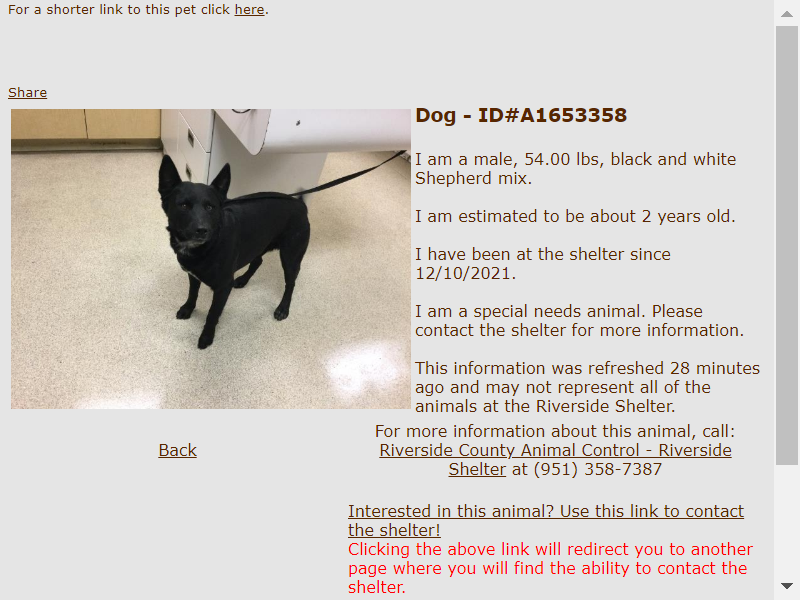 For a shorter link to this pet click here.
Share
Dog - ID#A1653358
I am a male, 54.00 lbs, black and white
Shepherd mix.
I am estimated to be about 2 years old.
I have been at the shelter since
12/10/2021.
I am a special needs animal. Please
contact the shelter for more information.
This information was refreshed 28 minutes
ago and may not represent all of the
animals at the Riverside Shelter.
Back
For more information about this animal, call:
Riverside County Animal Control - Riverside
Shelter at (951) 358-7387
Interested in this animal? Use this link to contact
the shelter!
Clicking the above link will redirect you to another
page where you will find the ability to contact the
shelter.